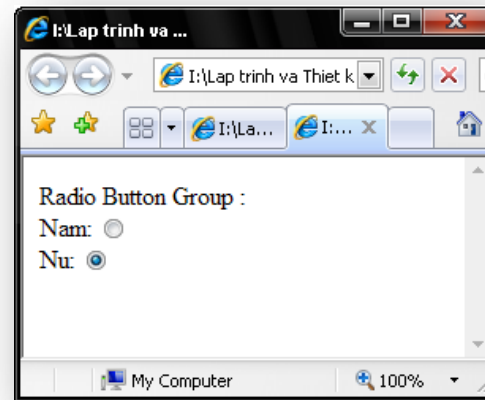 I:\Lap trinh va ...
I:\Lap trinh va Thiet k
I:\La... I:... X
Radio Button Group :
Nam:
Nu:
My Computer 100%